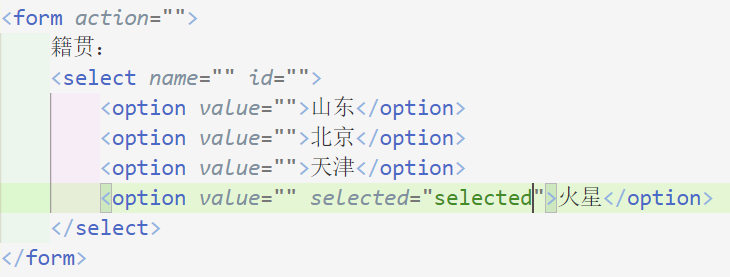 <form action="">
籍贯：
<select name="" id="">
<option value="">山东</option>
<option value="">北京</option>
<option value="">天津</option>
<option value="" selected="selected">火星</option>
</select>
</form>